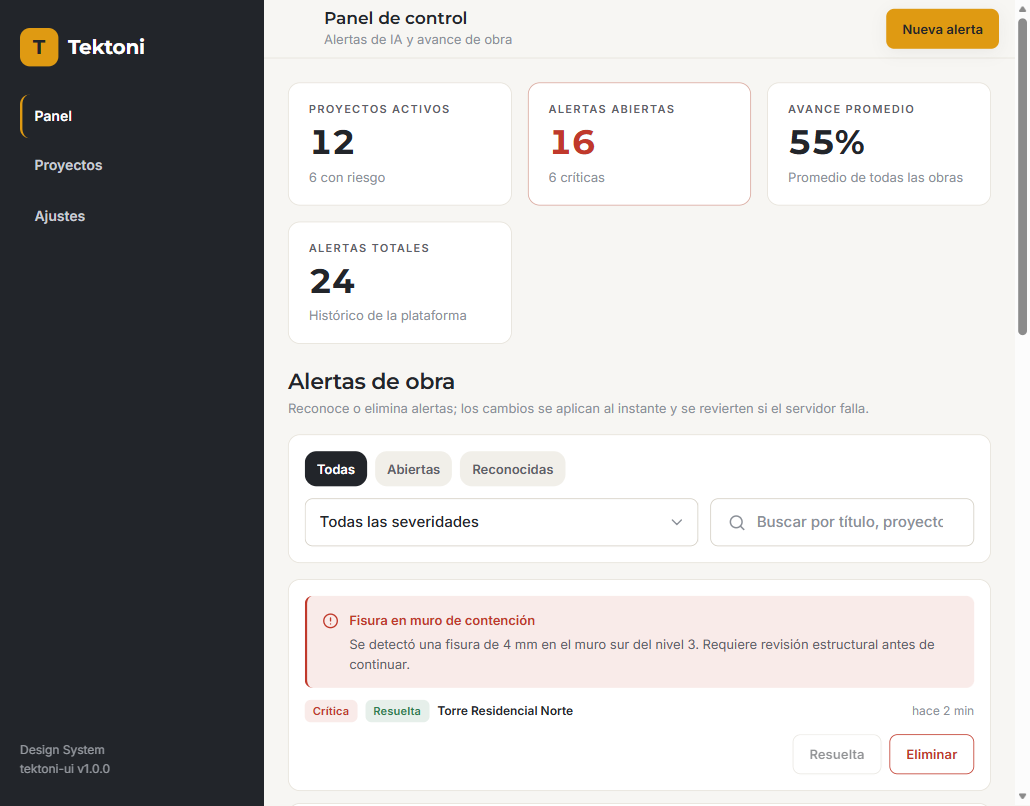 T Tektoni
Panel
Proyectos
Ajustes
Design System
tektoni-ui v1.0.0
Panel de control
Alertas de IA y avance de obra
Nueva alerta
PROYECTOS ACTIVOS
12
6 con riesgo
ALERTAS ABIERTAS
16
6 críticas
AVANCE PROMEDIO
55%
Promedio de todas las obras
ALERTAS TOTALES
24
Histórico de la plataforma
Alertas de obra
Reconoce o elimina alertas; los cambios se aplican al instante y se revierten si el servidor falla.
Todas Abiertas Reconocidas
Todas las severidades
Buscar por título, proyecto
Fisura en muro de contención
Se detectó una fisura de 4 mm en el muro sur del nivel 3. Requiere revisión estructural antes de
continuar.
Crítica Resuelta Torre Residencial Norte hace 2 min
Resuelta Eliminar